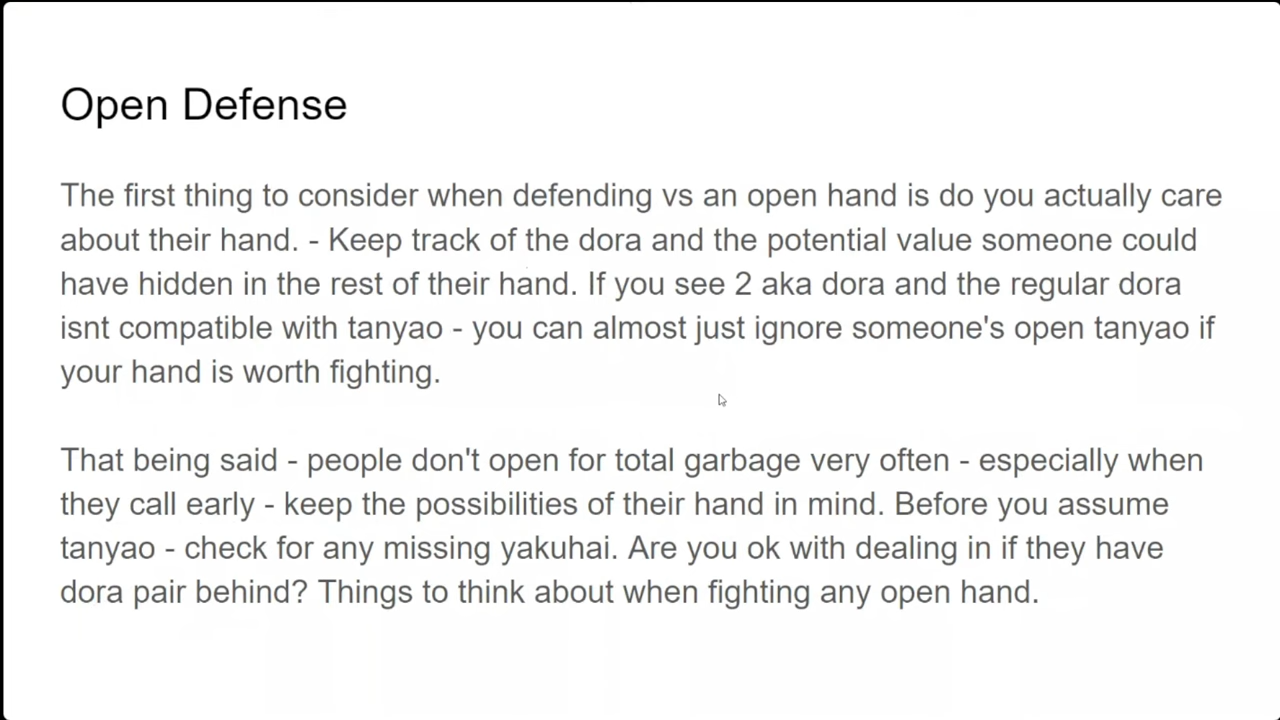 Open Defense
The first thing to consider when defending vs an open hand is do you actually care
about their hand. - Keep track of the dora and the potential value someone could
have hidden in the rest of their hand. If you see 2 aka dora and the regular dora
isnt compatible with tanyao - you can almost just ignore someone's open tanyao if
your hand is worth fighting.
That being said - people don't open for total garbage very often - especially when
they call early - keep the possibilities of their hand in mind. Before you assume
tanyao - check for any missing yakuhai. Are you ok with dealing in if they have
dora pair behind? Things to think about when fighting any open hand.